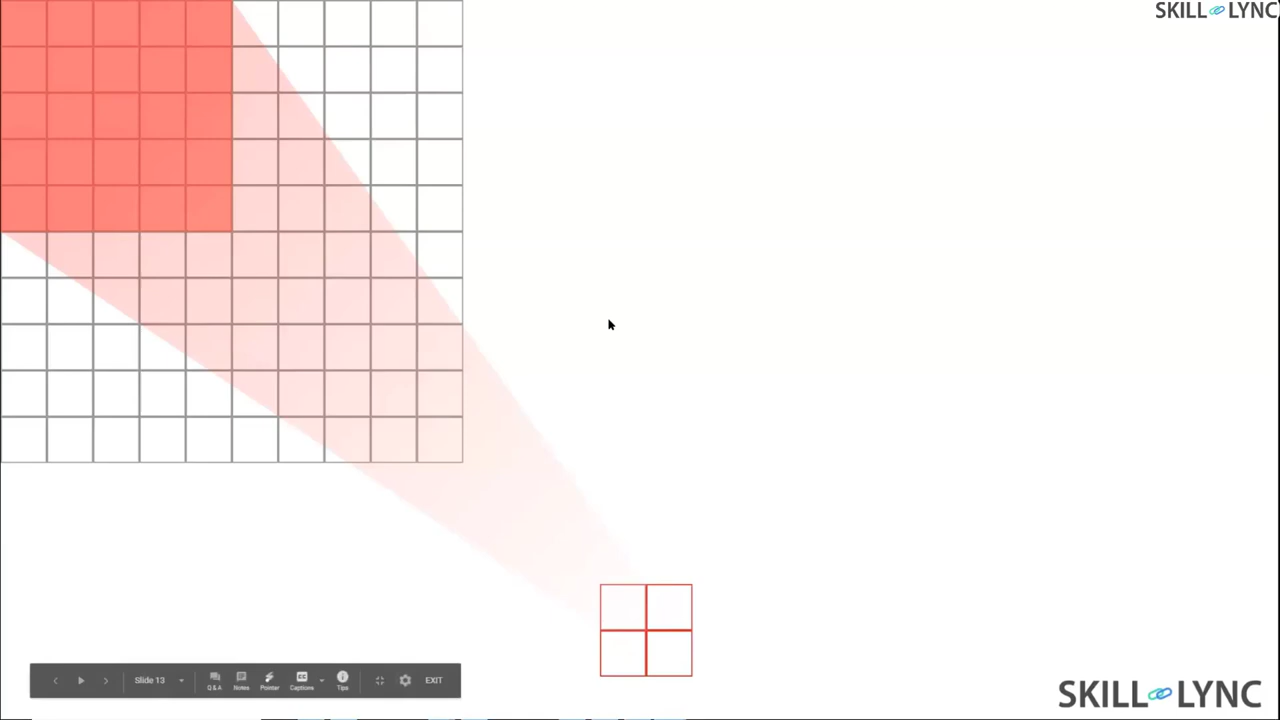 SKILL LYNC
Slide 13
Q & A
Notes
Pointer
Captions
Tips
EXIT
SKILL LYNC